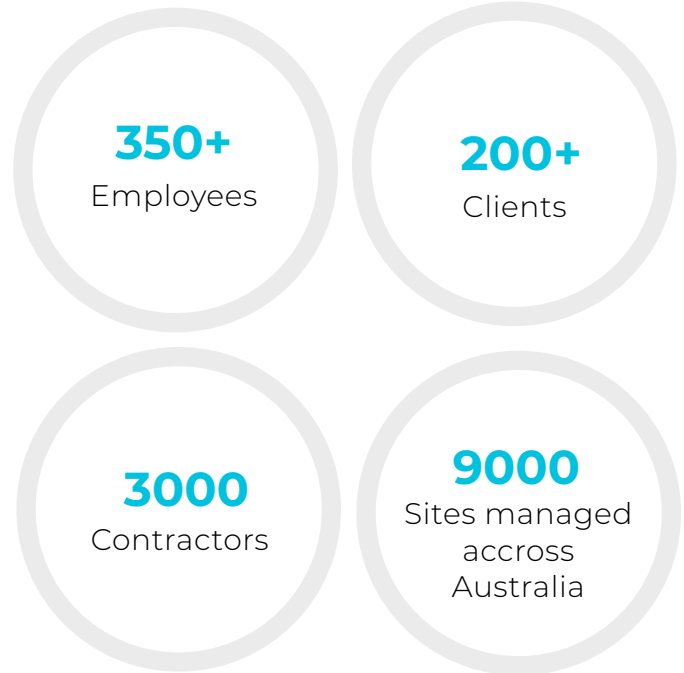 350+
Employees
200+
Clients
3000
Contractors
9000
Sites managed
accross
Australia